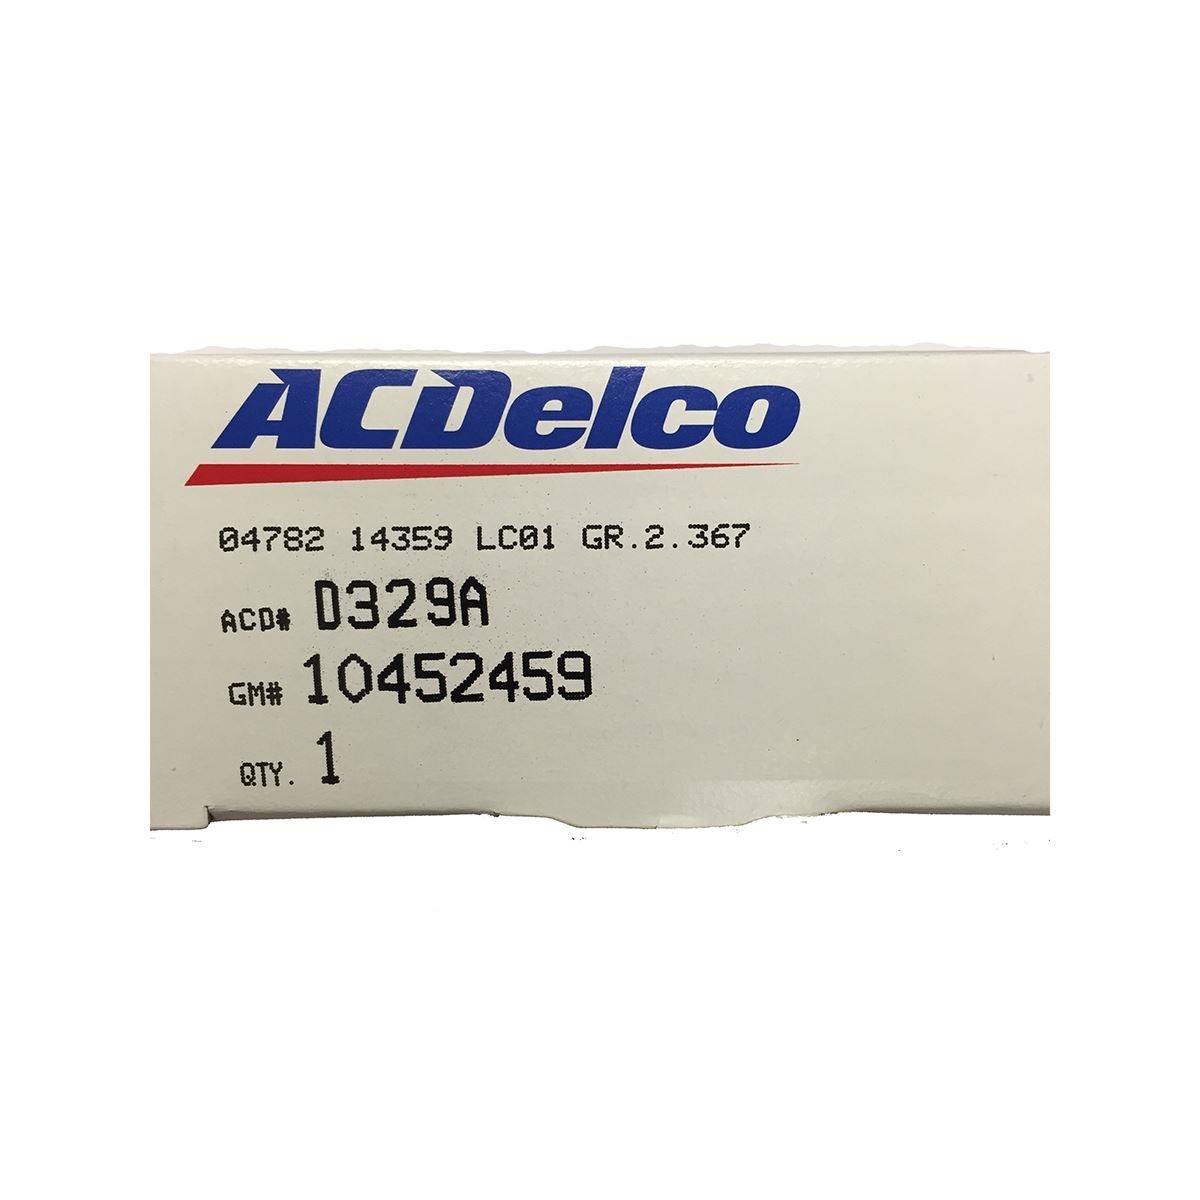 ACDelco
04782 14359 LC01 GR.2.367
ACD# D329A
GM# 10452459
QTY. 1